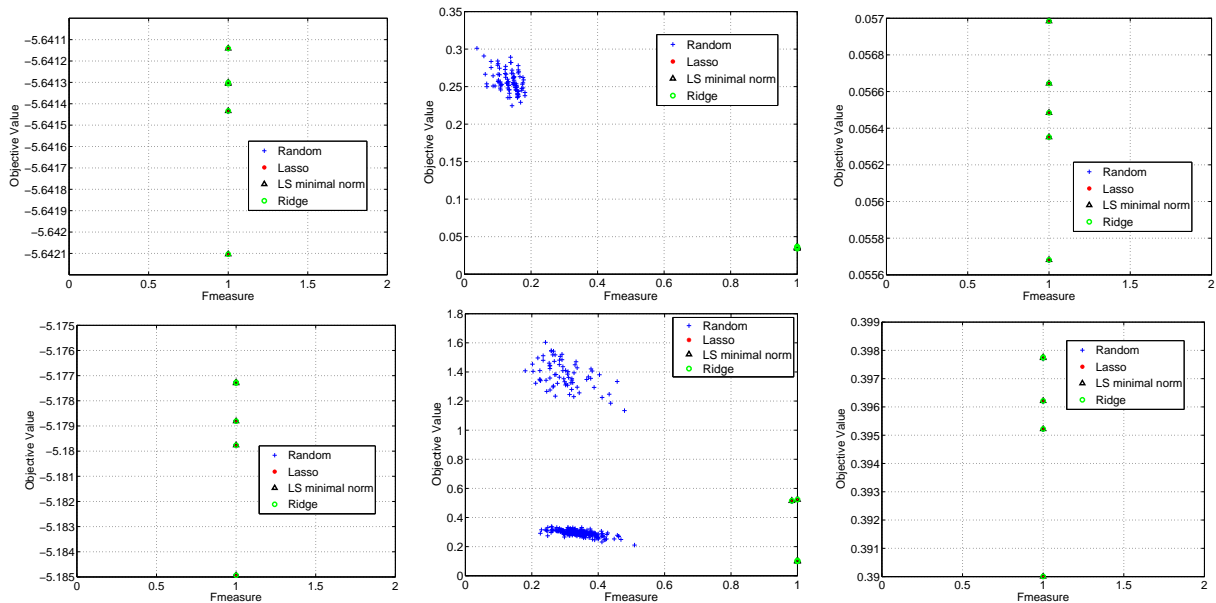 Objective Value
−5.6411
−5.6412
−5.6413
−5.6414
−5.6415
−5.6416
−5.6417
−5.6418
−5.6419
−5.642
−5.6421
Random
Lasso
LS minimal norm
Ridge
0 0.5 1 1.5 2
Fmeasure
Objective Value
0.35
0.3
0.25
0.2
0.15
0.1
0.05
0
Random
Lasso
LS minimal norm
Ridge
0 0.2 0.4 0.6 0.8 1
Fmeasure
Objective Value
0.057
0.0568
0.0566
0.0564
0.0562
0.056
0.0558
0.0556
Random
Lasso
LS minimal norm
Ridge
0 0.5 1 1.5 2
Fmeasure
Objective Value
−5.175
−5.176
−5.177
−5.178
−5.179
−5.18
−5.181
−5.182
−5.183
−5.184
−5.185
Random
Lasso
LS minimal norm
Ridge
0 0.5 1 1.5 2
Fmeasure
Objective Value
1.8
1.6
1.4
1.2
1
0.8
0.6
0.4
0.2
0
Random
Lasso
LS minimal norm
Ridge
0 0.2 0.4 0.6 0.8 1
Fmeasure
Objective Value
0.399
0.398
0.397
0.396
0.395
0.394
0.393
0.392
0.391
0.39
Random
Lasso
LS minimal norm
Ridge
0 0.5 1 1.5 2
Fmeasure